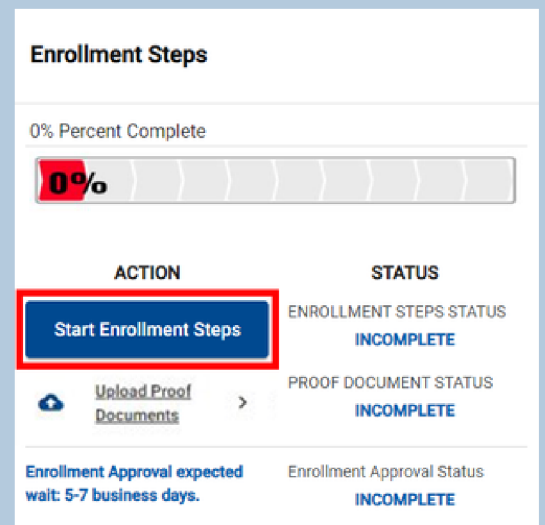 Enrollment Steps
0% Percent Complete
0%
ACTION
STATUS
Start Enrollment Steps
ENROLLMENT STEPS STATUS
INCOMPLETE
Upload Proof
Documents
PROOF DOCUMENT STATUS
INCOMPLETE
Enrollment Approval expected
wait: 5-7 business days.
Enrollment Approval Status
INCOMPLETE